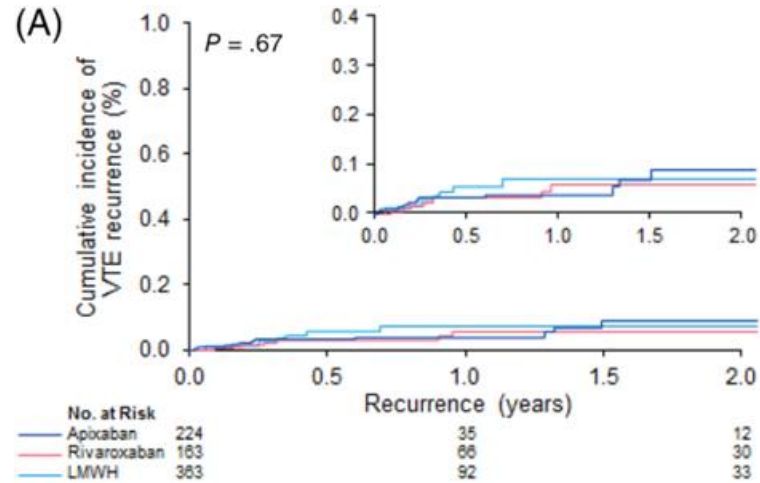 (A)
P = .67
Cumulative incidence of
VTE recurrence (%)
1.0
0.8
0.6
0.4
0.2
0.0
0.0 0.5 1.0 1.5 2.0
0.4
0.3
0.2
0.1
0.0
0.0 0.5 1.0 1.5 2.0
Recurrence (years)
No. at Risk
Apixaban 224 35 12
Rivaroxaban 163 66 30
LMWH 363 92 33